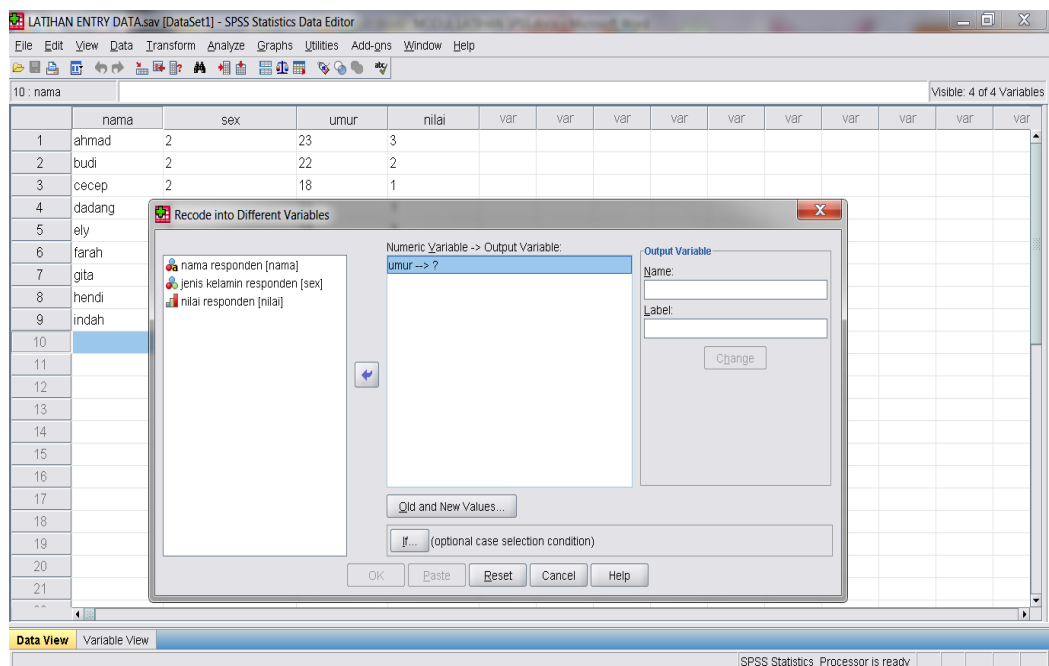 LATIHAN ENTRY DATA.sav [DataSet1] - SPSS Statistics Data Editor
File Edit View Data Transform Analyze Graphs Utilities Add-ons Window Help
10 : nama
Visible: 4 of 4 Variables
nama sex umur nilai var var var var var var var var var var
1 ahmad 2 23 3
2 budi 2 22 2
3 cecep 2 18 1
4 dadang
5 ely
6 farah
7 gita
8 hendi
9 indah
10
11
12
13
14
15
16
17
18
19
20
21
Recode into Different Variables
X
nama responden [nama]
jenis kelamin responden [sex]
nilai responden [nilai]
Numeric Variable -> Output Variable:
umur --> ?
Output Variable
Name:
Label:
Change
Old and New Values...
If... (optional case selection condition)
OK Paste Reset Cancel Help
Data View Variable View
SPSS Statistics Processor is ready